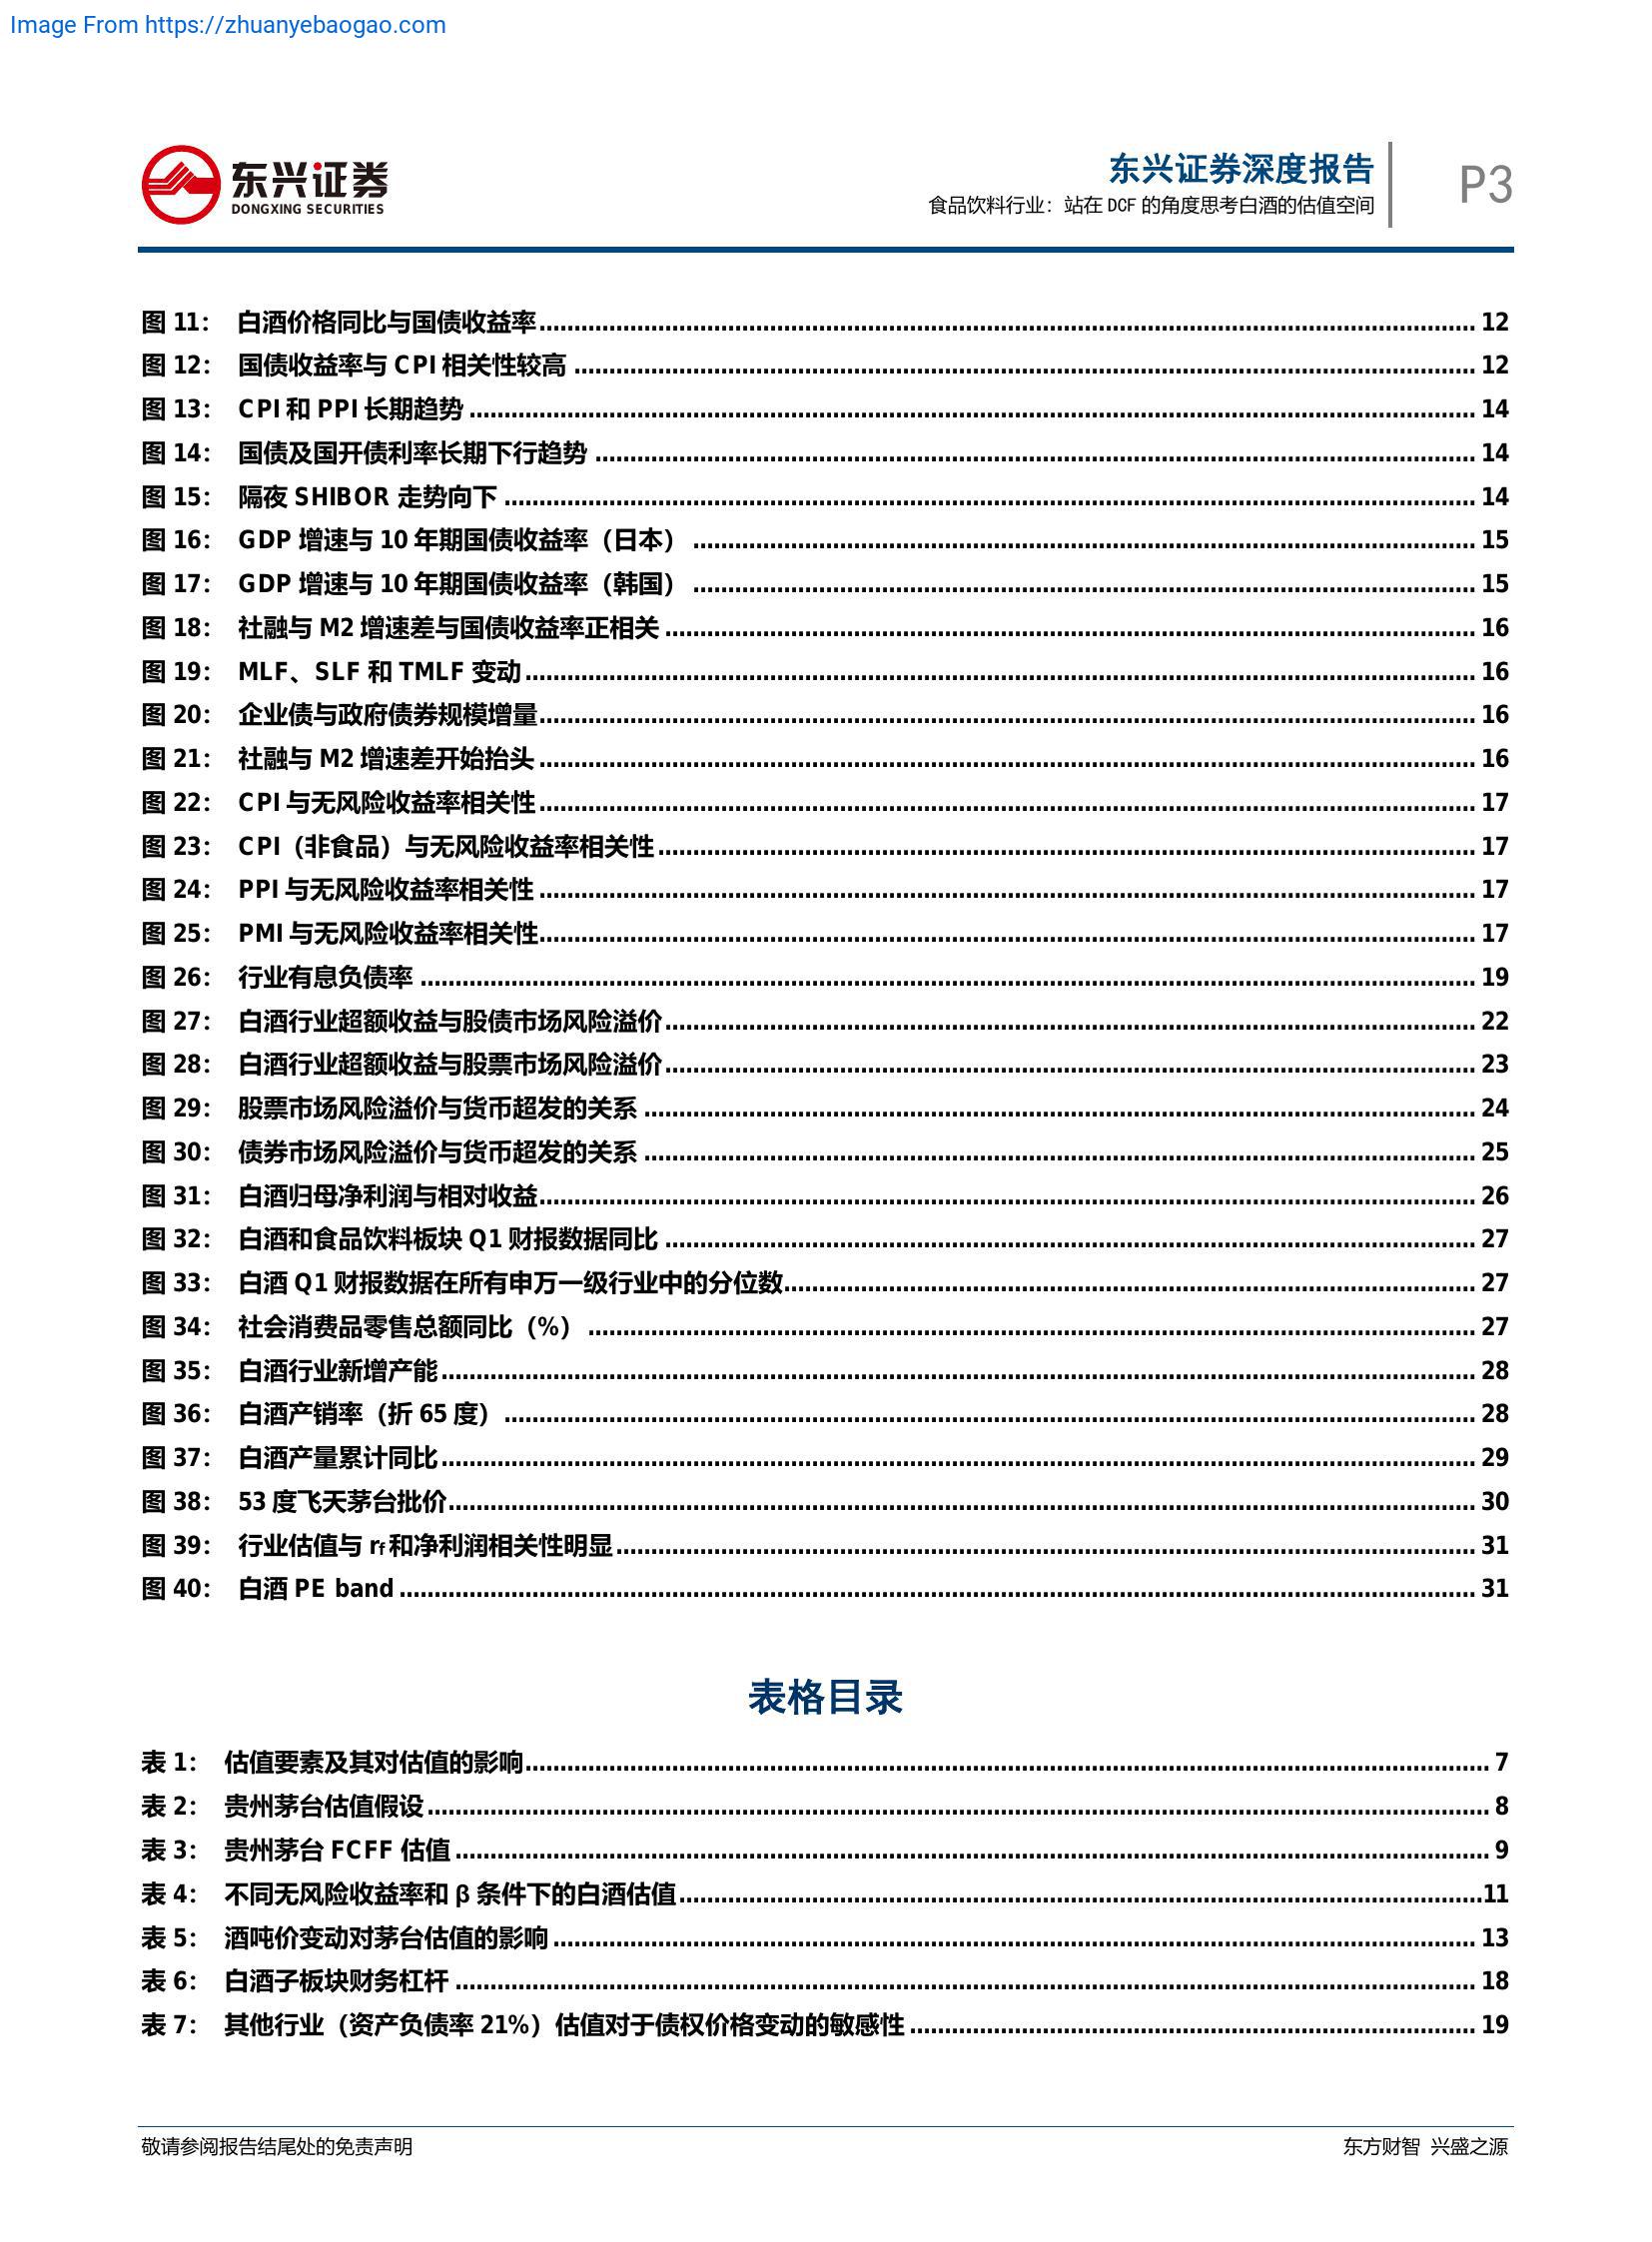 Image From https://zhuanyebaogao.com
东兴证券
DONGXING SECURITIES
东兴证券深度报告
食品饮料行业：站在 DCF 的角度思考白酒的估值空间
P3
图 11： 白酒价格同比与国债收益率 12
图 12： 国债收益率与 CPI 相关性较高 12
图 13： CPI 和 PPI 长期趋势 14
图 14： 国债及国开债利率长期下行趋势 14
图 15： 隔夜 SHIBOR 走势向下 14
图 16： GDP 增速与 10 年期国债收益率（日本） 15
图 17： GDP 增速与 10 年期国债收益率（韩国） 15
图 18： 社融与 M2 增速差与国债收益率正相关 16
图 19： MLF、SLF 和 TMLF 变动 16
图 20： 企业债与政府债券规模增量 16
图 21： 社融与 M2 增速差开始抬头 16
图 22： CPI 与无风险收益率相关性 17
图 23： CPI（非食品）与无风险收益率相关性 17
图 24： PPI 与无风险收益率相关性 17
图 25： PMI 与无风险收益率相关性 17
图 26： 行业有息负债率 19
图 27： 白酒行业超额收益与股债市场风险溢价 22
图 28： 白酒行业超额收益与股票市场风险溢价 23
图 29： 股票市场风险溢价与货币超发的关系 24
图 30： 债券市场风险溢价与货币超发的关系 25
图 31： 白酒归母净利润与相对收益 26
图 32： 白酒和食品饮料板块 Q1 财报数据同比 27
图 33： 白酒 Q1 财报数据在所有申万一级行业中的分位数 27
图 34： 社会消费品零售总额同比（%） 27
图 35： 白酒行业新增产能 28
图 36： 白酒产销率（折 65 度） 28
图 37： 白酒产量累计同比 29
图 38： 53 度飞天茅台批价 30
图 39： 行业估值与 rf 和净利润相关性明显 31
图 40： 白酒 PE band 31
表格目录
表 1： 估值要素及其对估值的影响 7
表 2： 贵州茅台估值假设 8
表 3： 贵州茅台 FCFF 估值 9
表 4： 不同无风险收益率和 β 条件下的白酒估值 11
表 5： 酒吨价变动对茅台估值的影响 13
表 6： 白酒子板块财务杠杆 18
表 7： 其他行业（资产负债率 21%）估值对于债权价格变动的敏感性 19
敬请参阅报告结尾处的免责声明
东方财智 兴盛之源